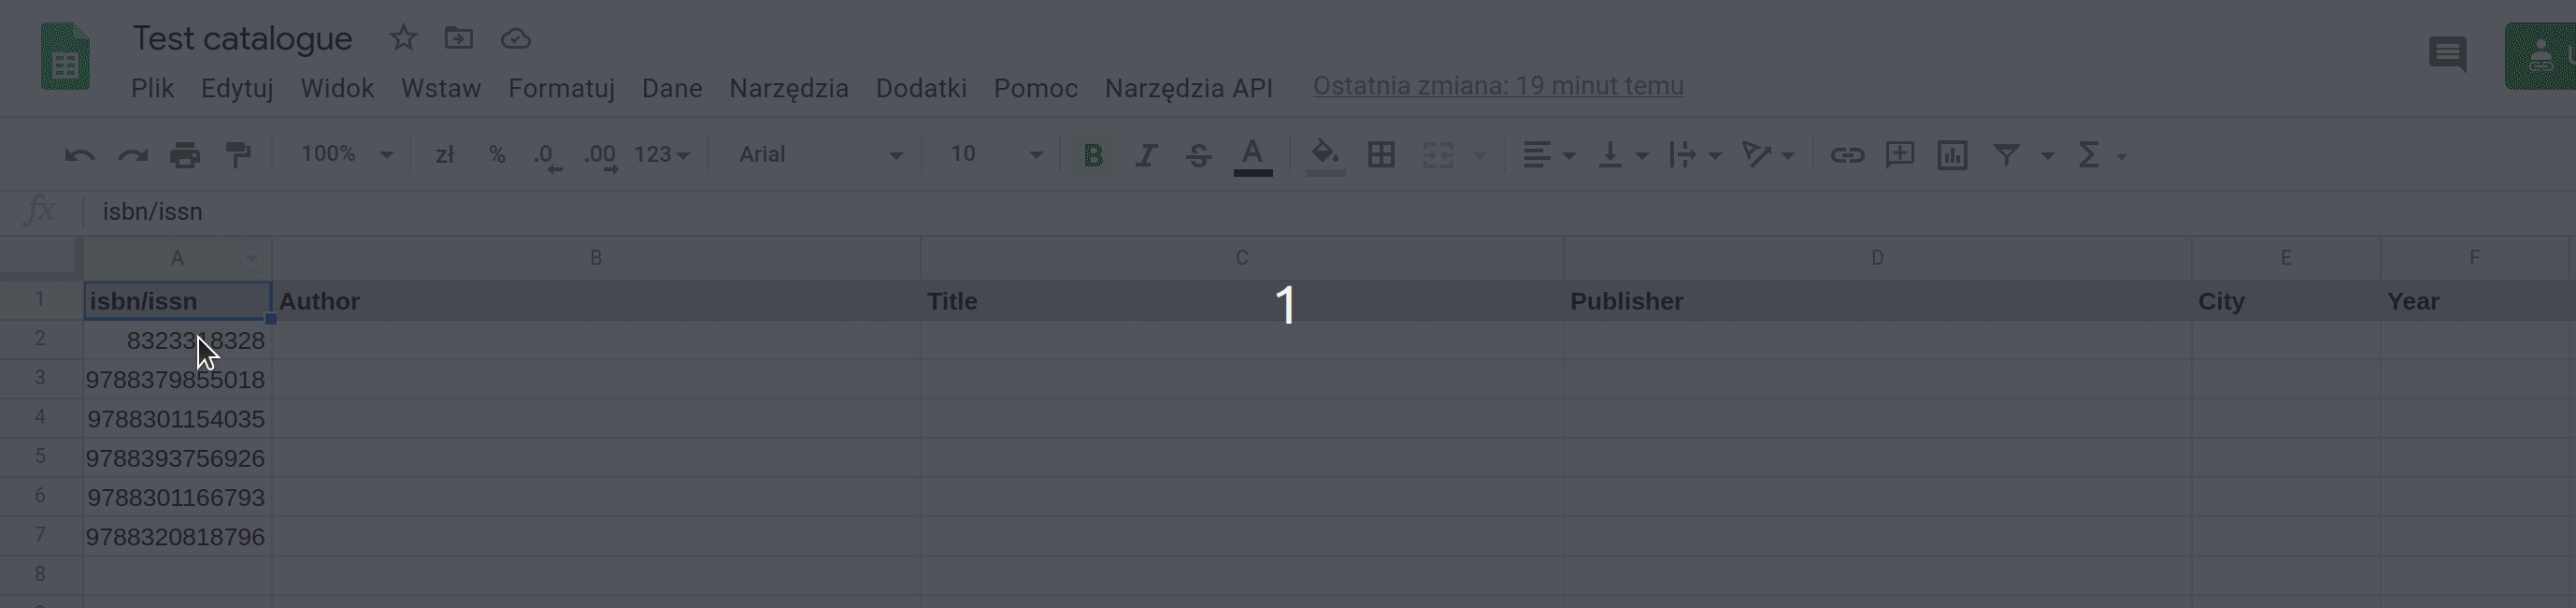 Test catalogue
Plik Edytuj Widok Wstaw Formatuj Dane Narzędzia Dodatki Pomoc Narzędzia API Ostatnia zmiana: 19 minut temu
100% zł % .0 .00 123 Arial 10 B I S A Σ
fx isbn/issn
A B C D E F
1 isbn/issn Author Title 1 Publisher City Year
2
3 9788379855018
4 9788301154035
5 9788393756926
6 9788301166793
7 9788320818796
8